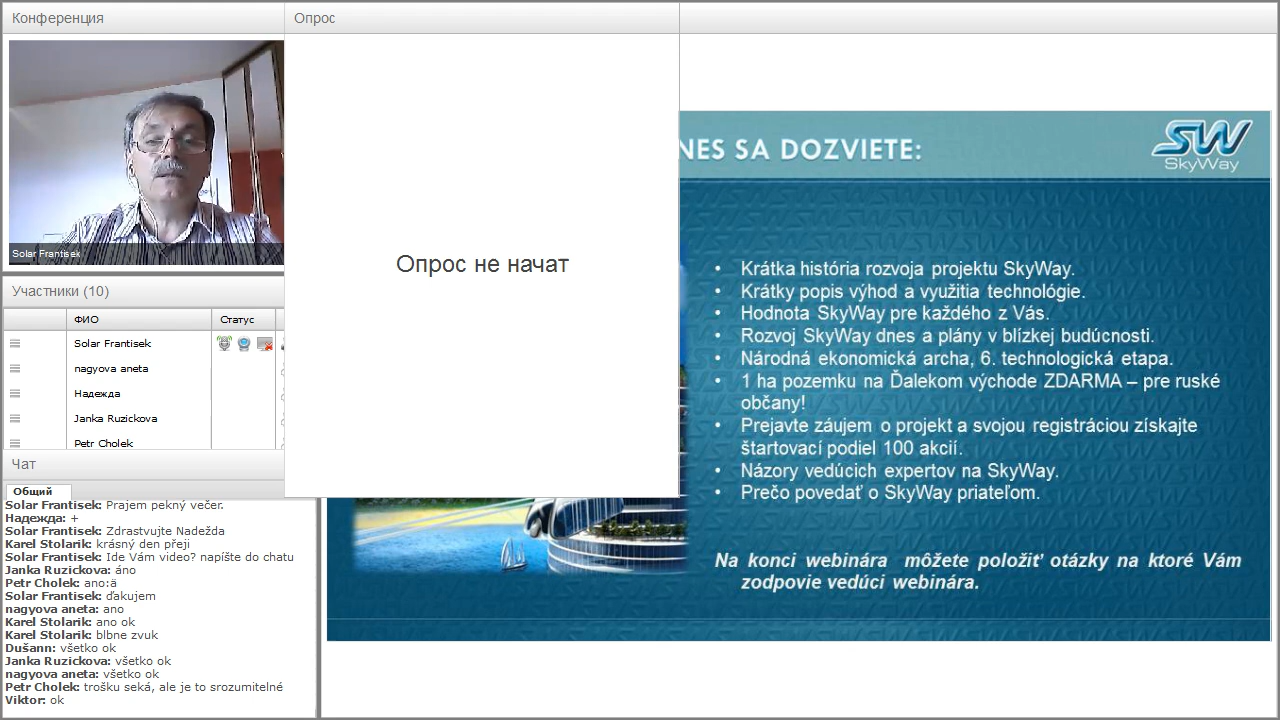 Конференция
Опрос
Solar Frantisek
Опрос не начат
Участники (10)
ФИО
Статус
Solar Frantisek
nagyova aneta
Надежда
Janka Ruzickova
Petr Cholek
Чат
Общий
Solar Frantisek: Prajem pekný večer.
Надежда: +
Solar Frantisek: Zdrastvujte Nadežda
Karel Stolarik: krásný den přeji
Solar Frantisek: Ide Vám video? napíšte do chatu
Janka Ruzickova: áno
Petr Cholek: ano:ä
Solar Frantisek: ďakujem
nagyova aneta: ano
Karel Stolarik: ano ok
Karel Stolarik: blbne zvuk
Dušann: všetko ok
Janka Ruzickova: všetko ok
nagyova aneta: všetko ok
Petr Cholek: trošku seká, ale je to srozumitelné
Viktor: ok
NES SA DOZVIETE:
SW
SkyWay
• Krátka história rozvoja projektu SkyWay.
• Krátky popis výhod a využitia technológie.
• Hodnota SkyWay pre každého z Vás.
• Rozvoj SkyWay dnes a plány v blízkej budúcnosti.
• Národná ekonomická archa, 6. technologická etapa.
• 1 ha pozemku na Ďalekom východe ZDARMA – pre ruské
občany!
• Prejavte záujem o projekt a svojou registráciou získajte
štartovací podiel 100 akcií.
• Názory vedúcich expertov na SkyWay.
• Prečo povedať o SkyWay priateľom.
Na konci webinára môžete položiť otázky na ktoré Vám
zodpovie vedúci webinára.